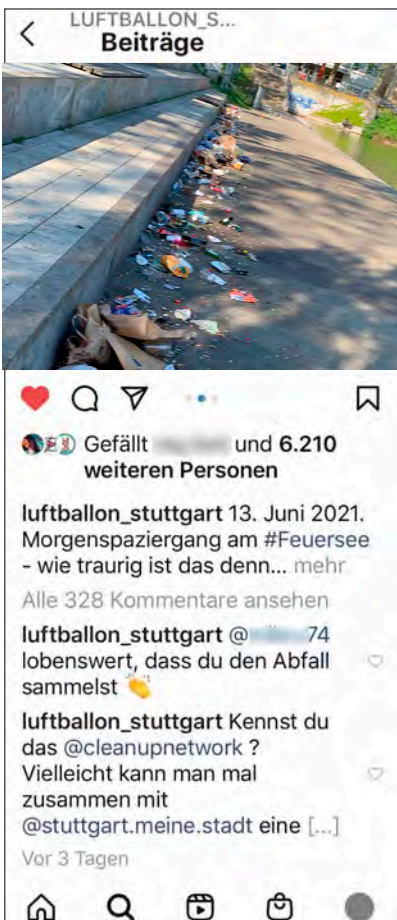 LUFTBALLON_S...
Beiträge
Gefällt und 6.210
weiteren Personen
luftballon_stuttgart 13. Juni 2021.
Morgenspaziergang am #Feuersee
- wie traurig ist das denn... mehr
Alle 328 Kommentare ansehen
luftballon_stuttgart @ 74
lobenswert, dass du den Abfall
sammelst 👏
luftballon_stuttgart Kennst du
das @cleanupnetwork ?
Vielleicht kann man mal
zusammen mit
@stuttgart.meine.stadt eine [...]
Vor 3 Tagen